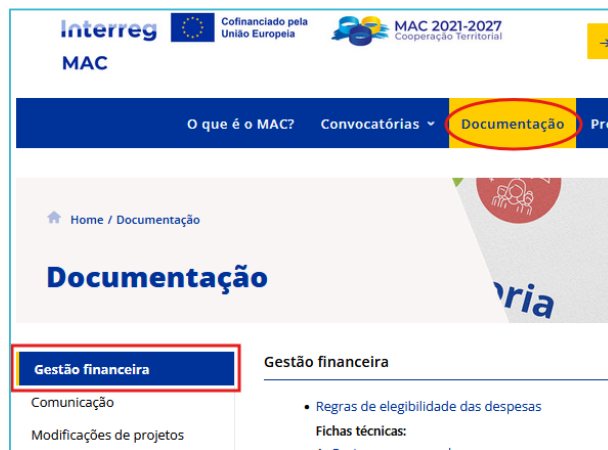 Interreg
Cofinanciado pela
União Europeia
MAC 2021-2027
Cooperação Territorial
MAC
O que é o MAC? Convocatórias Documentação
Home / Documentação
Documentação
Gestão financeira
Gestão financeira
Comunicação
• Regras de elegibilidade das despesas
Modificações de projetos
Fichas técnicas: